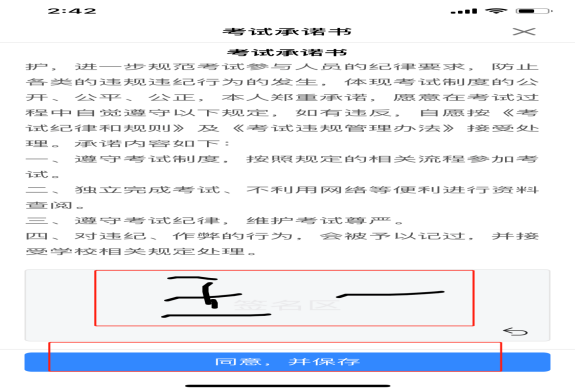 2:42
考试承诺书
考试承诺书
护，进一步规范考试参与人员的纪律要求，防止
各类的违规违纪行为的发生，体现考试制度的公
开、公平、公正，本人郑重承诺，愿意在考试过
程中自觉遵守以下规定，如有违反，自愿按《考
试纪律和规则》及《考试违规管理办法》接受处
理。承诺内容如下：
一、遵守考试制度，按照规定的相关流程参加考
试。
二、独立完成考试、不利用网络等便利进行资料
查阅。
三、遵守考试纪律，维护考试尊严。
四、对违纪、作弊的行为，会被予以记过，并接
受学校相关规定处理。
签名区
王 一
同意，并保存